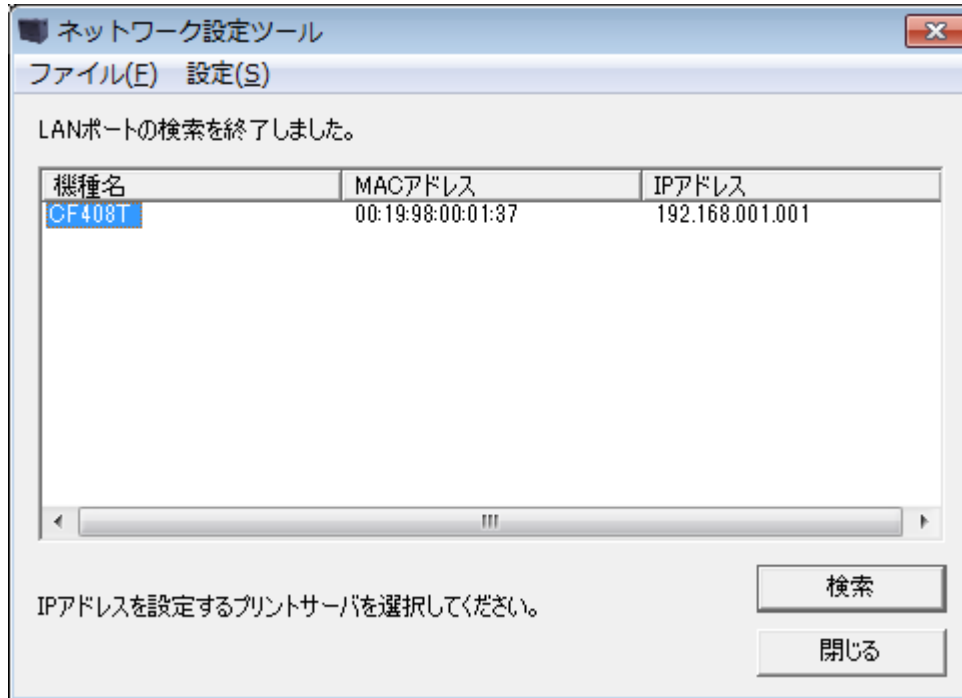 ネットワーク設定ツール
ファイル(F) 設定(S)
LANポートの検索を終了しました。
機種名 MACアドレス IPアドレス
CF408T 00:19:98:00:01:37 192.168.001.001
検索
IPアドレスを設定するプリントサーバを選択してください。
閉じる